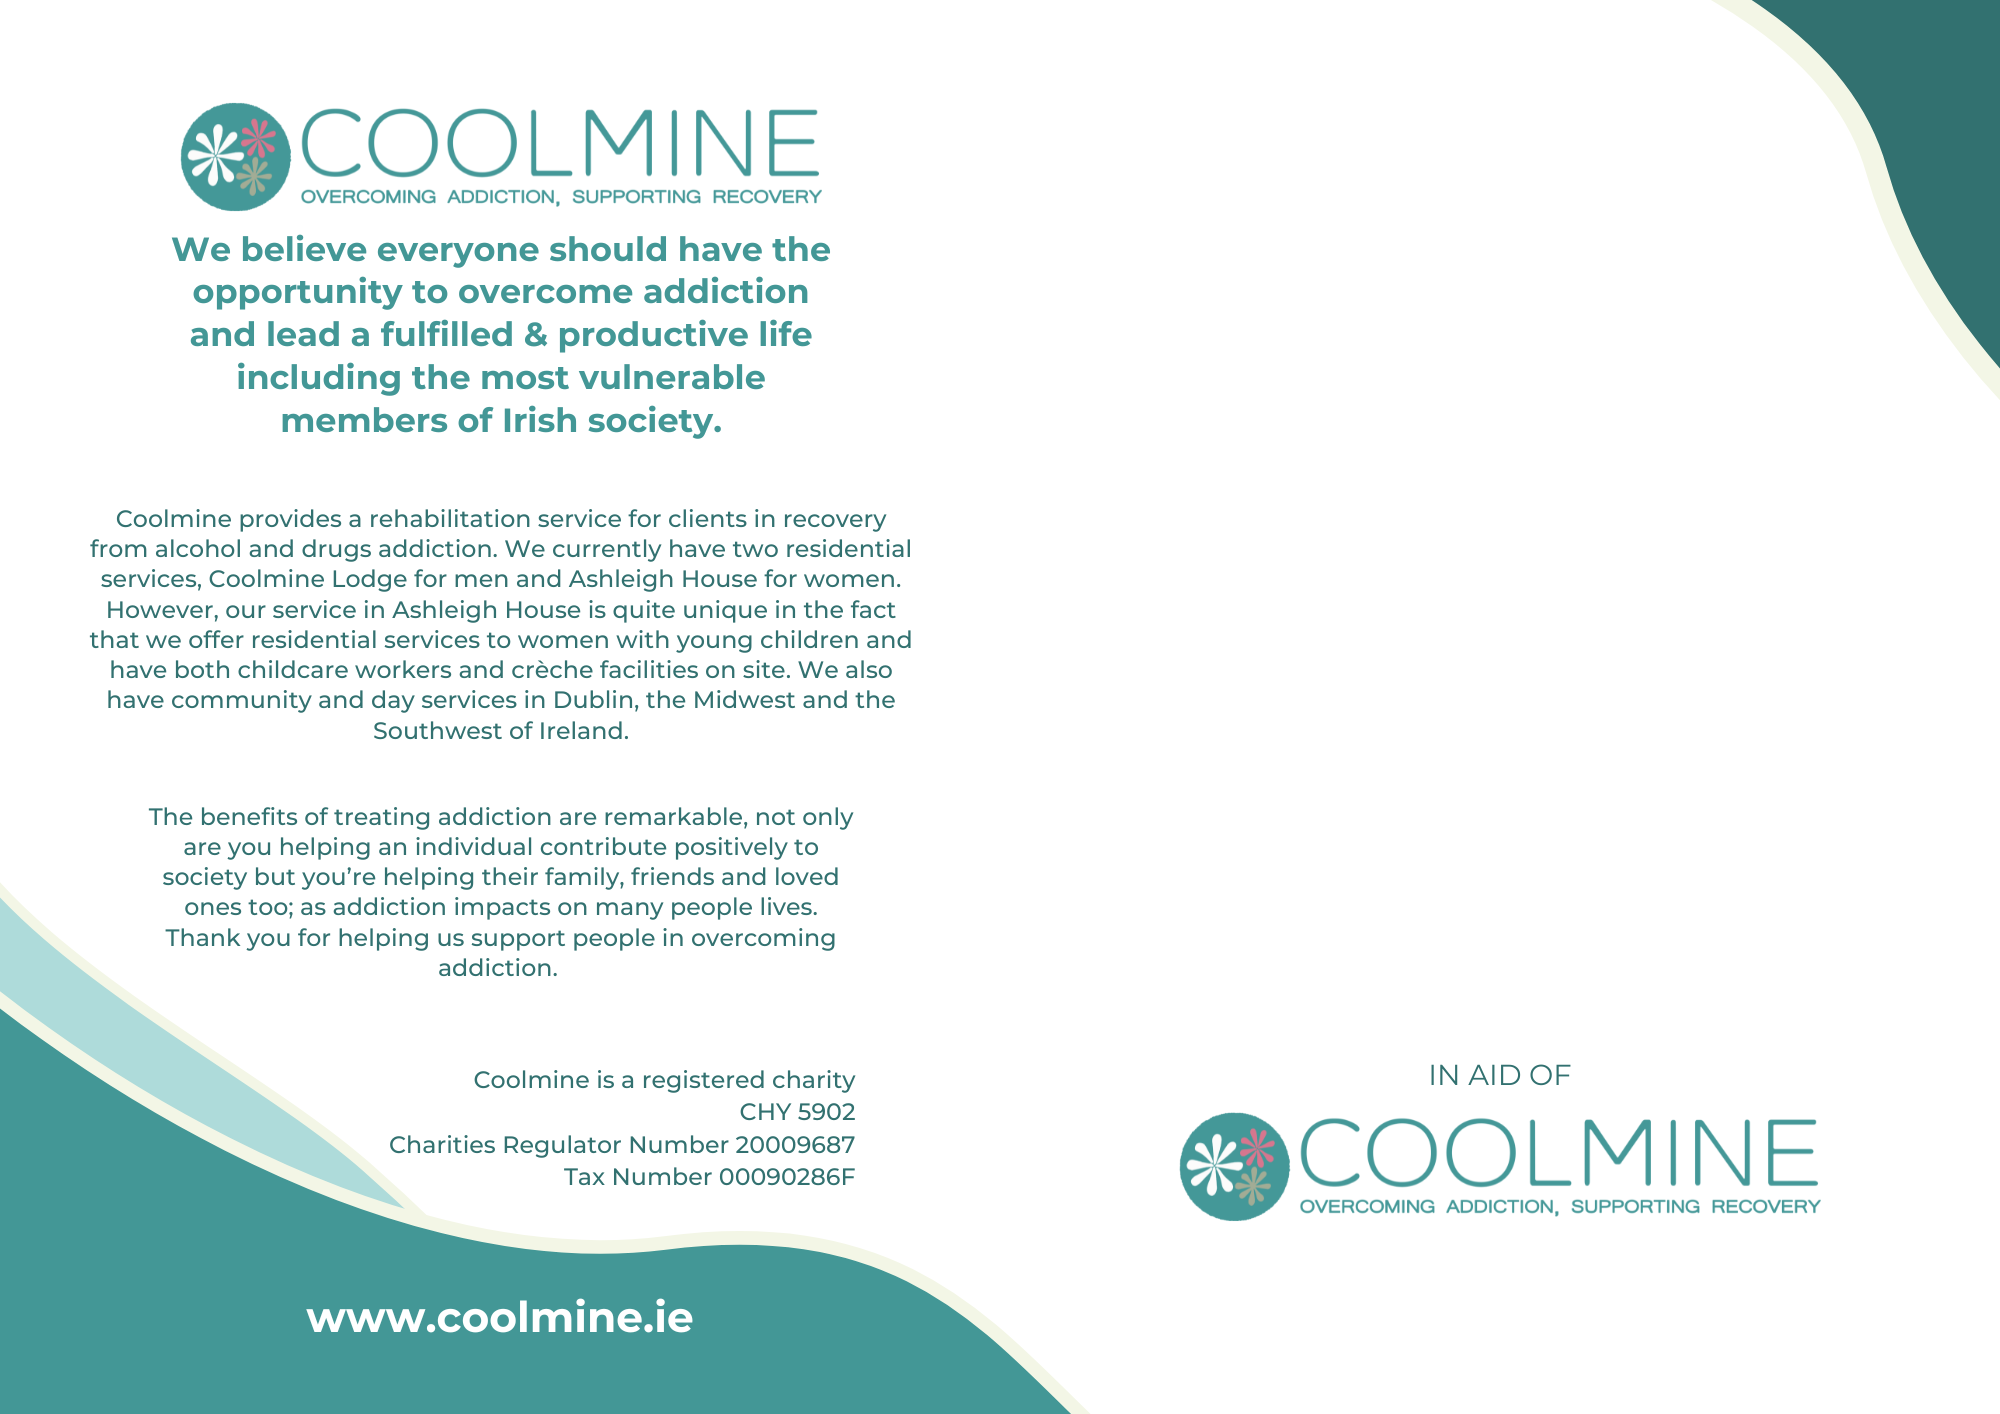 COOLMINE
OVERCOMING ADDICTION, SUPPORTING RECOVERY
We believe everyone should have the
opportunity to overcome addiction
and lead a fulfilled & productive life
including the most vulnerable
members of Irish society.
Coolmine provides a rehabilitation service for clients in recovery
from alcohol and drugs addiction. We currently have two residential
services, Coolmine Lodge for men and Ashleigh House for women.
However, our service in Ashleigh House is quite unique in the fact
that we offer residential services to women with young children and
have both childcare workers and crèche facilities on site. We also
have community and day services in Dublin, the Midwest and the
Southwest of Ireland.
The benefits of treating addiction are remarkable, not only
are you helping an individual contribute positively to
society but you’re helping their family, friends and loved
ones too; as addiction impacts on many people lives.
Thank you for helping us support people in overcoming
addiction.
Coolmine is a registered charity
CHY 5902
Charities Regulator Number 20009687
Tax Number 00090286F
www.coolmine.ie
IN AID OF
COOLMINE
OVERCOMING ADDICTION, SUPPORTING RECOVERY